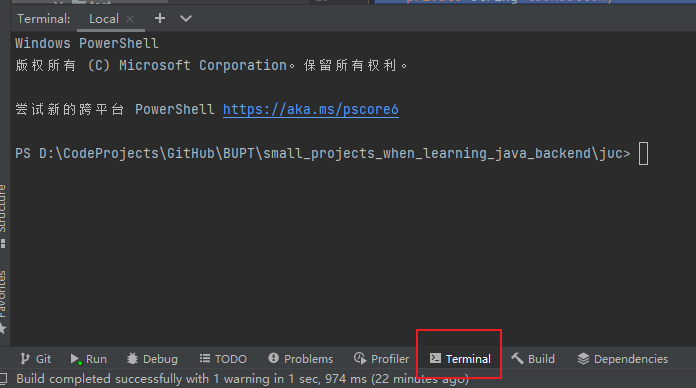 Terminal: Local × + ∨
Windows PowerShell
版权所有 (C) Microsoft Corporation。保留所有权利。
尝试新的跨平台 PowerShell https://aka.ms/pscore6
PS D:\CodeProjects\GitHub\BUPT\small_projects_when_learning_java_backend\juc>
Structure
Favorites
Git Run Debug TODO Problems Profiler Terminal Build Dependencies
Build completed successfully with 1 warning in 1 sec, 974 ms (22 minutes ago)